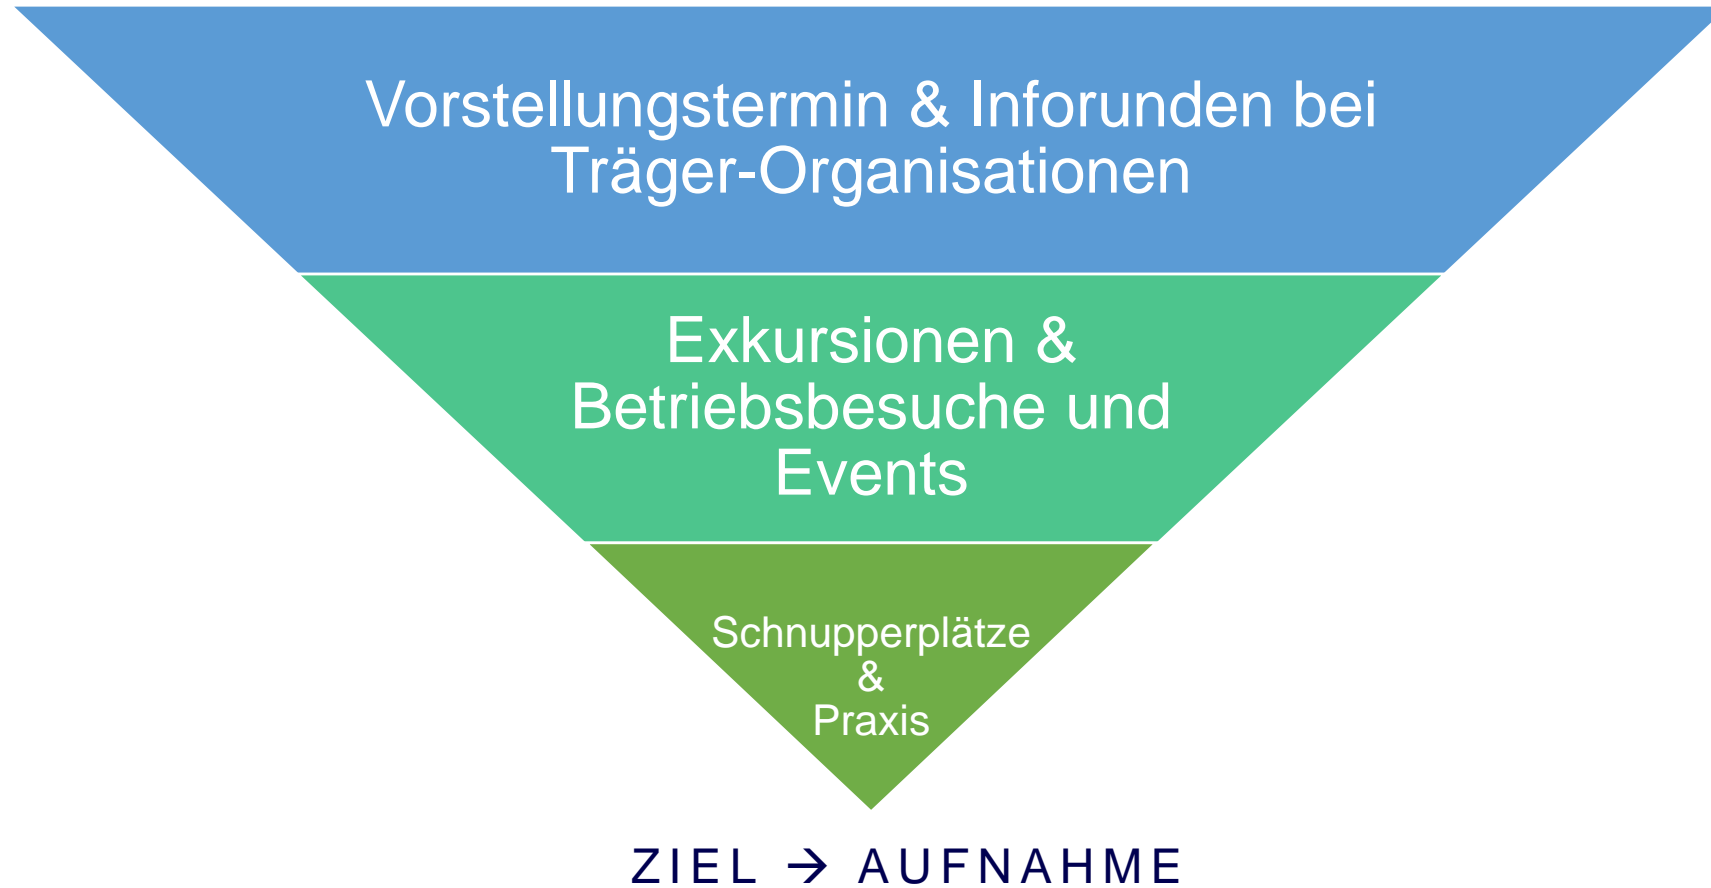 Vorstellungstermin & Inforunden bei
Träger-Organisationen
Exkursionen &
Betriebsbesuche und
Events
Schnupperplätze
&
Praxis
ZIEL → AUFNAHME